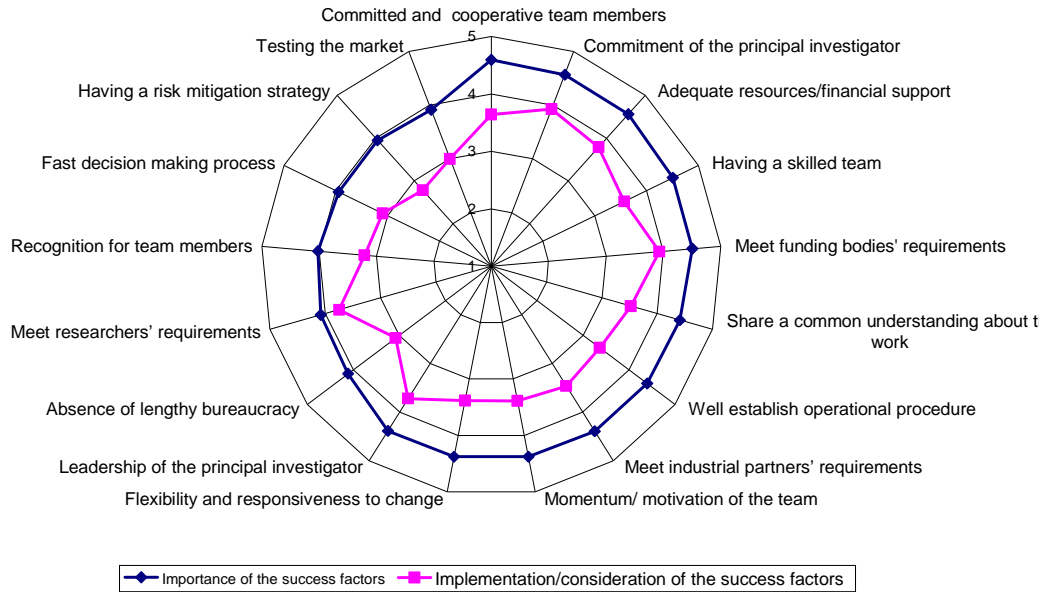 Committed and cooperative team members
5
Testing the market
Commitment of the principal investigator
Having a risk mitigation strategy
4
Adequate resources/financial support
Fast decision making process
3
Having a skilled team
2
Recognition for team members
Meet funding bodies' requirements
1
Meet researchers' requirements
Share a common understanding about t
work
Absence of lengthy bureaucracy
Well establish operational procedure
Leadership of the principal investigator
Meet industrial partners' requirements
Flexibility and responsiveness to change
Momentum/ motivation of the team
Importance of the success factors
Implementation/consideration of the success factors